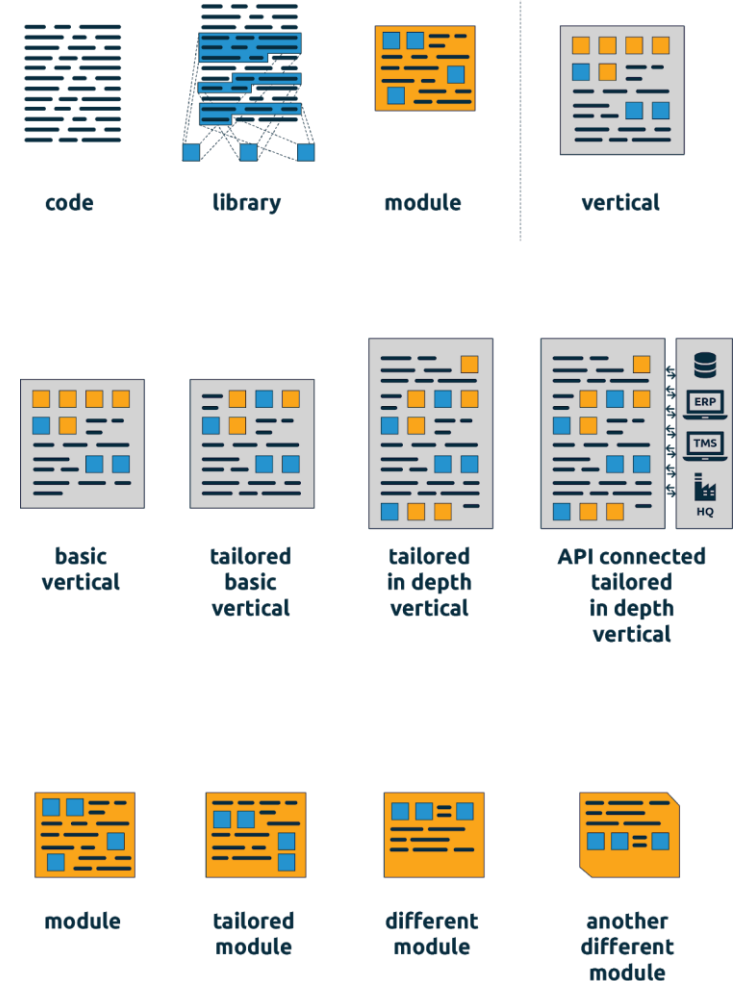 code
library
module
vertical
ERP
TMS
HQ
basic
vertical
tailored
basic
vertical
tailored
in depth
vertical
API connected
tailored
in depth
vertical
module
tailored
module
different
module
another
different
module